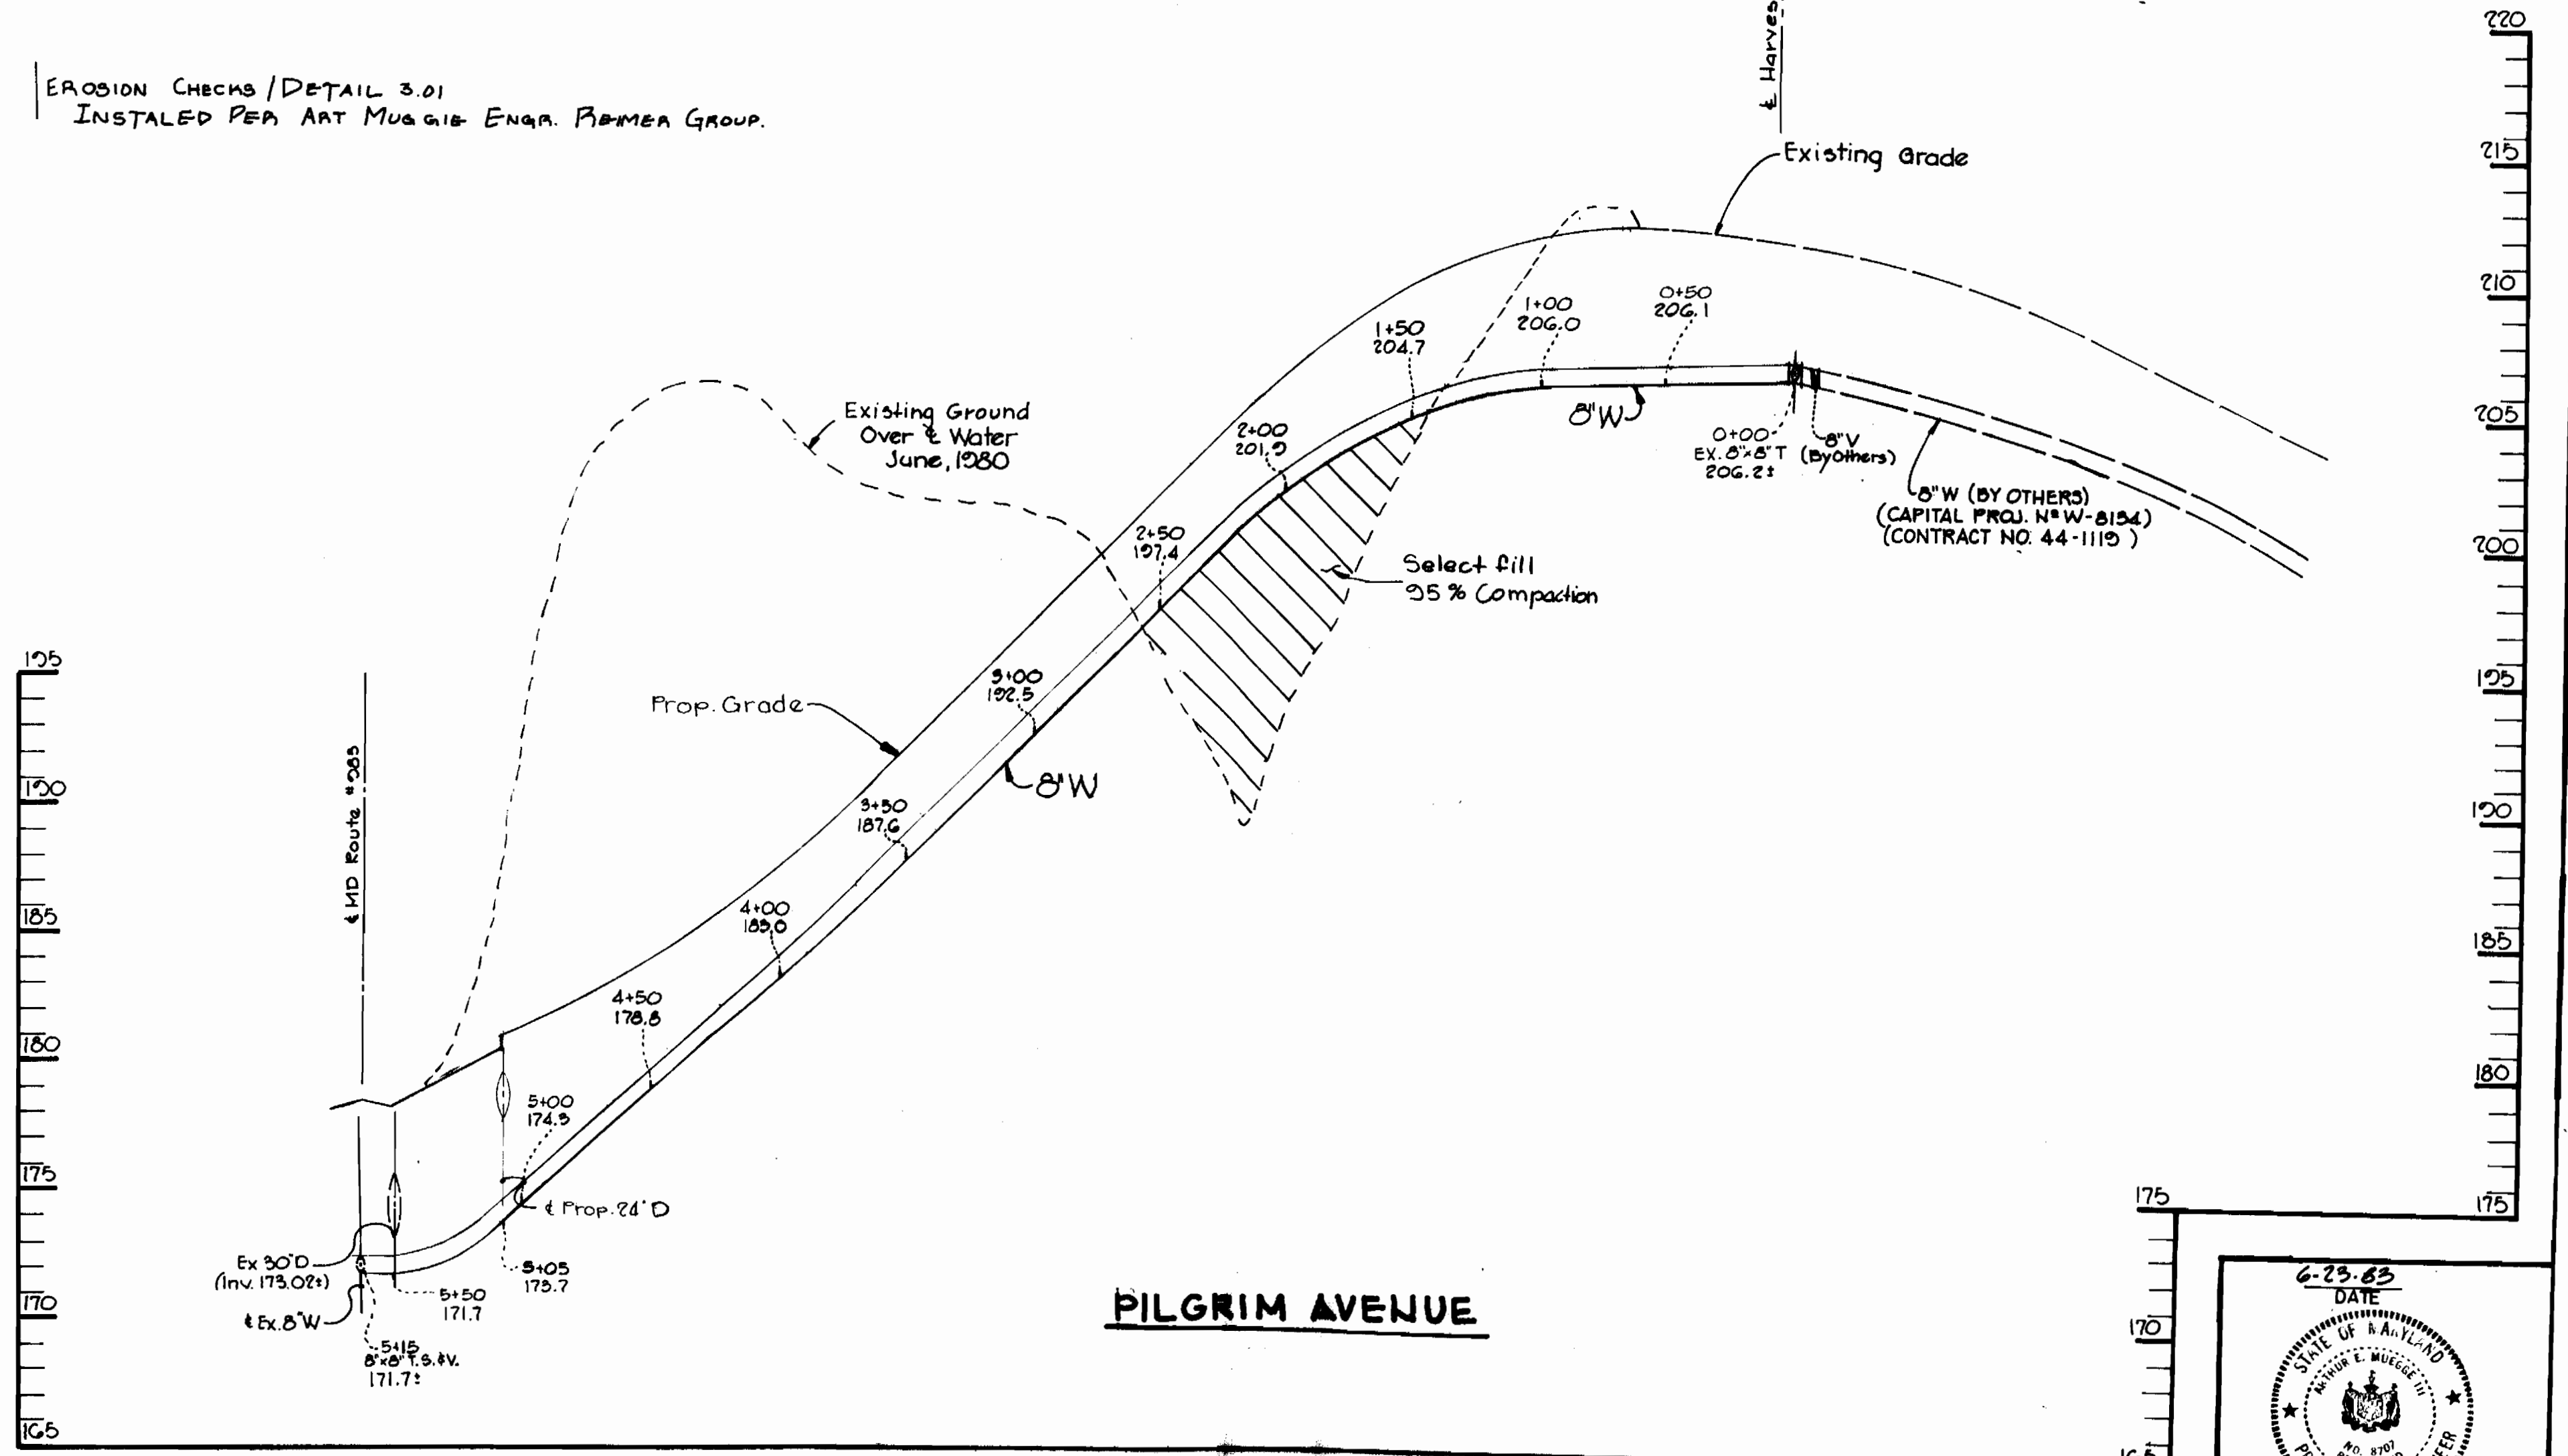 EROSION CHECKS / DETAIL 3.01
INSTALED PER ART MUGGIE ENGR. REIMER GROUP.
℄ Harves
Existing Grade
220
215
210
205
200
195
190
185
180
175
1+00
206.0
0+50
206.1
1+50
204.7
Existing Ground
Over ℄ Water
June, 1980
2+00
201.9
8"W
0+00
EX. 8"x8" T
206.2±
8"V
(By Others)
8"W (BY OTHERS)
(CAPITAL PROJ. Nº W-8134)
(CONTRACT NO. 44-1119)
2+50
197.4
Select fill
95% Compaction
195
190
185
180
175
170
165
℄ MD Route #985
Prop. Grade
3+00
192.5
8"W
3+50
187.6
4+00
183.0
4+50
178.8
5+00
174.3
℄ Prop. 24"D
Ex 30"D
(Inv. 173.02±)
5+05
173.7
5+50
171.7
℄ Ex. 8"W
5+15
8"x8" T.S.&V.
171.7±
PILGRIM AVENUE
175
170
6-23-83
DATE
STATE OF MARYLAND
ARTHUR E. MUEGGE III
NO. 8707